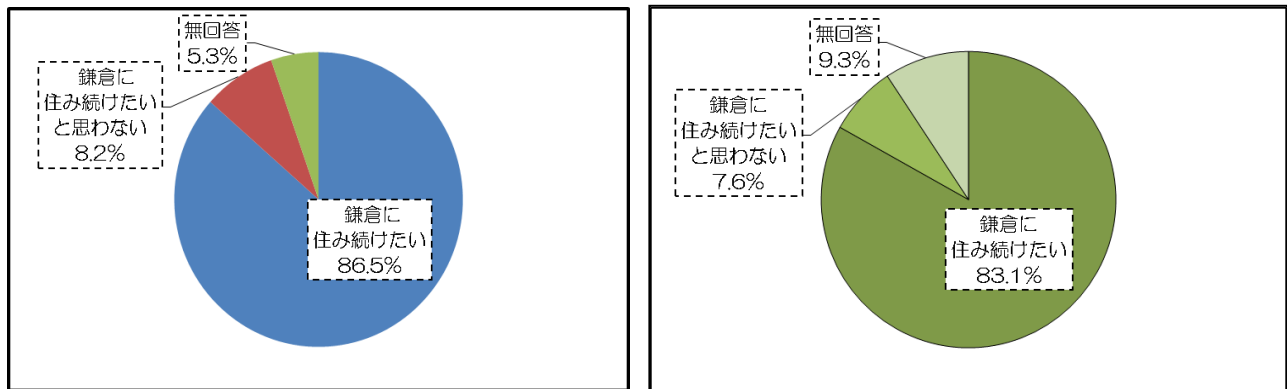 無回答
5.3%
鎌倉に
住み続けたい
と思わない
8.2%
鎌倉に
住み続けたい
86.5%
無回答
9.3%
鎌倉に
住み続けたい
と思わない
7.6%
鎌倉に
住み続けたい
83.1%